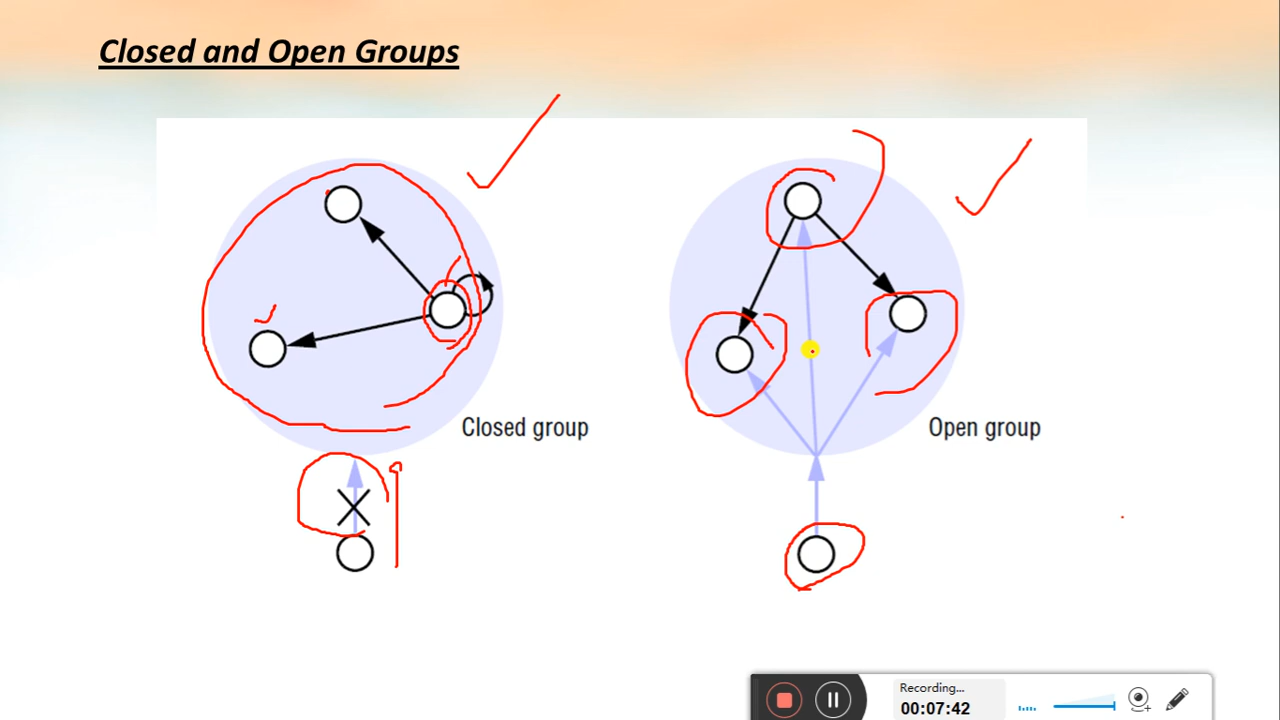 Closed and Open Groups
Closed group
Open group
Recording...
00:07:42